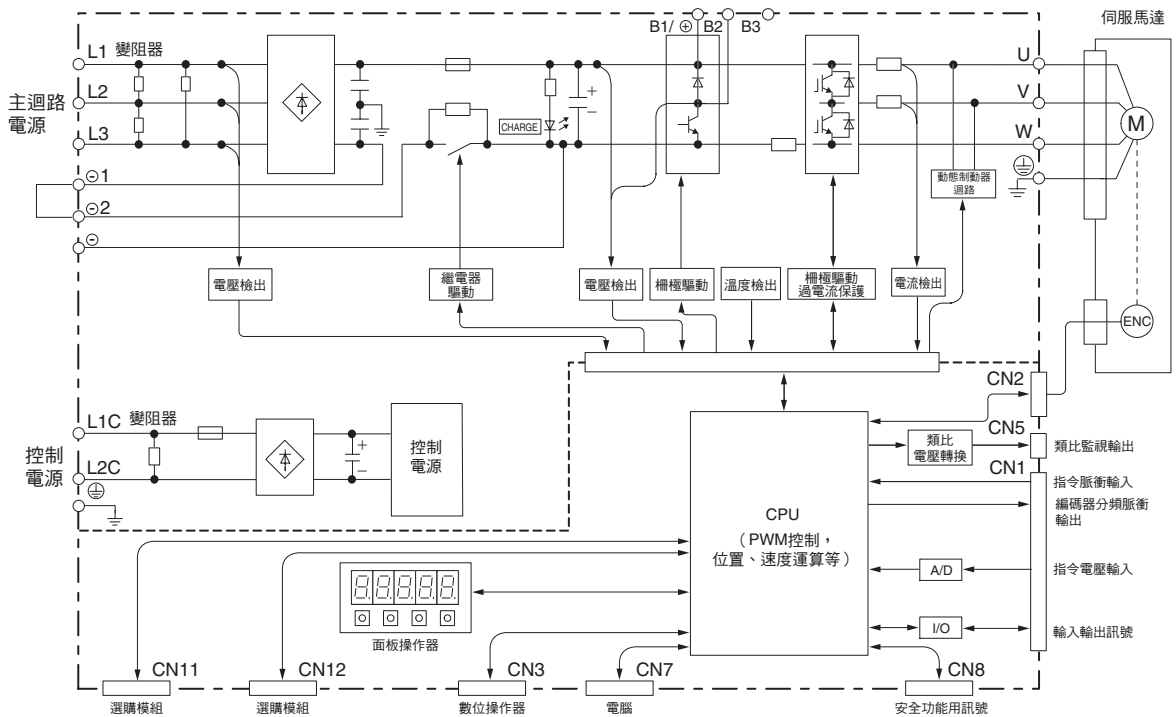 B1/ ⊕ B2 B3
伺服馬達
L1 變阻器
U
L2
V
主迴路
電源
CHARGE
+
−
M
L3
W
⊖1
動態制動器
迴路
⊖2
⊖
電壓檢出
繼電器
驅動
電壓檢出
柵極驅動
溫度檢出
柵極驅動
過電流保護
電流檢出
ENC
CN2
L1C 變阻器
控制
電源
L2C
+
−
控制
電源
CN5
類比
電壓轉換
類比監視輸出
CN1
指令脈衝輸入
編碼器分頻脈衝
輸出
CPU
(PWM控制,
位置、速度運算等)
A/D
指令電壓輸入
I/O
輸入輸出訊號
8.8.8.8.8.
面板操作器
CN11
CN12
CN3
CN7
CN8
選購模組
選購模組
數位操作器
電腦
安全功能用訊號